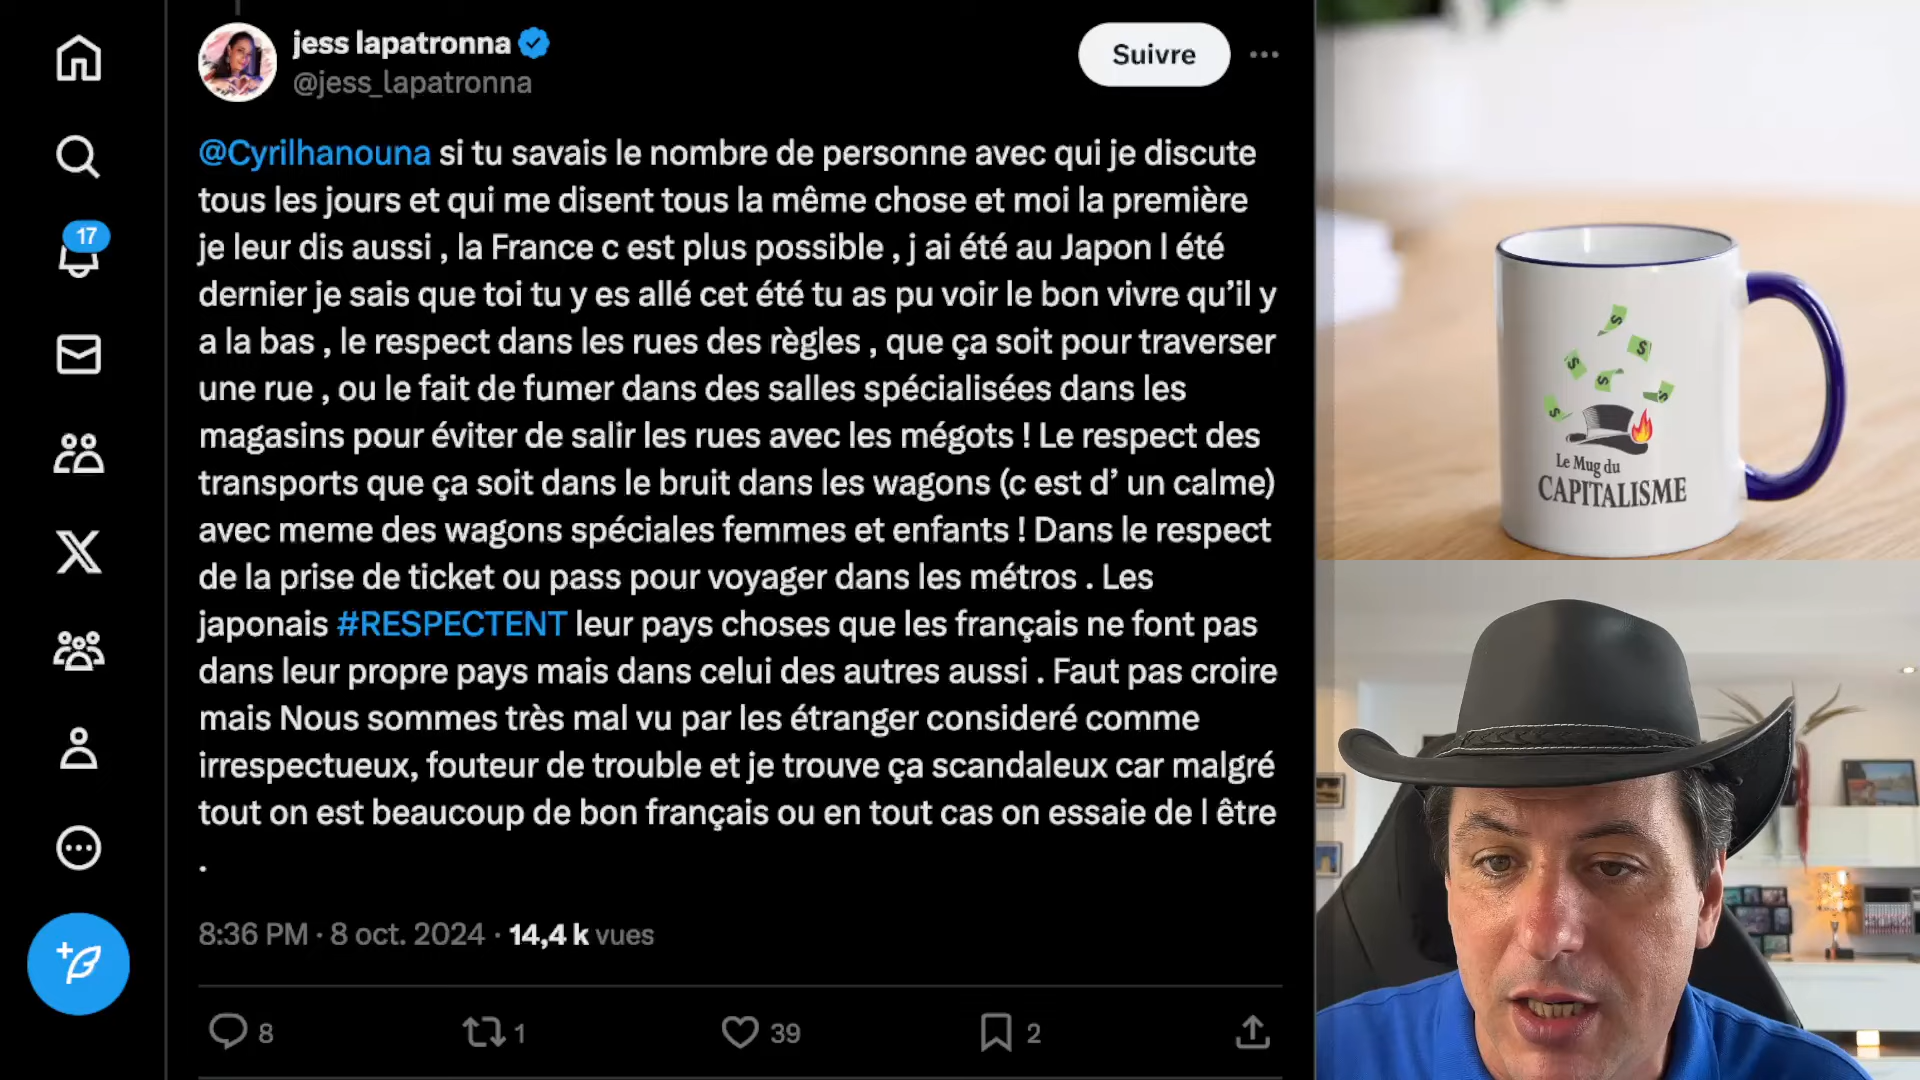 jess lapatronna
@jess_lapatronna
Suivre
17
@Cyrilhanouna si tu savais le nombre de personne avec qui je discute
tous les jours et qui me disent tous la même chose et moi la première
je leur dis aussi , la France c est plus possible , j ai été au Japon l été
dernier je sais que toi tu y es allé cet été tu as pu voir le bon vivre qu’il y
a la bas , le respect dans les rues des règles , que ça soit pour traverser
une rue , ou le fait de fumer dans des salles spécialisées dans les
magasins pour éviter de salir les rues avec les mégots ! Le respect des
transports que ça soit dans le bruit dans les wagons (c est d’ un calme)
avec meme des wagons spéciales femmes et enfants ! Dans le respect
de la prise de ticket ou pass pour voyager dans les métros . Les
japonais #RESPECTENT leur pays choses que les français ne font pas
dans leur propre pays mais dans celui des autres aussi . Faut pas croire
mais Nous sommes très mal vu par les étranger consideré comme
irrespectueux, fouteur de trouble et je trouve ça scandaleux car malgré
tout on est beaucoup de bon français ou en tout cas on essaie de l être
.
8:36 PM · 8 oct. 2024 · 14,4 k vues
8
1
39
2
Le Mug du
CAPITALISME